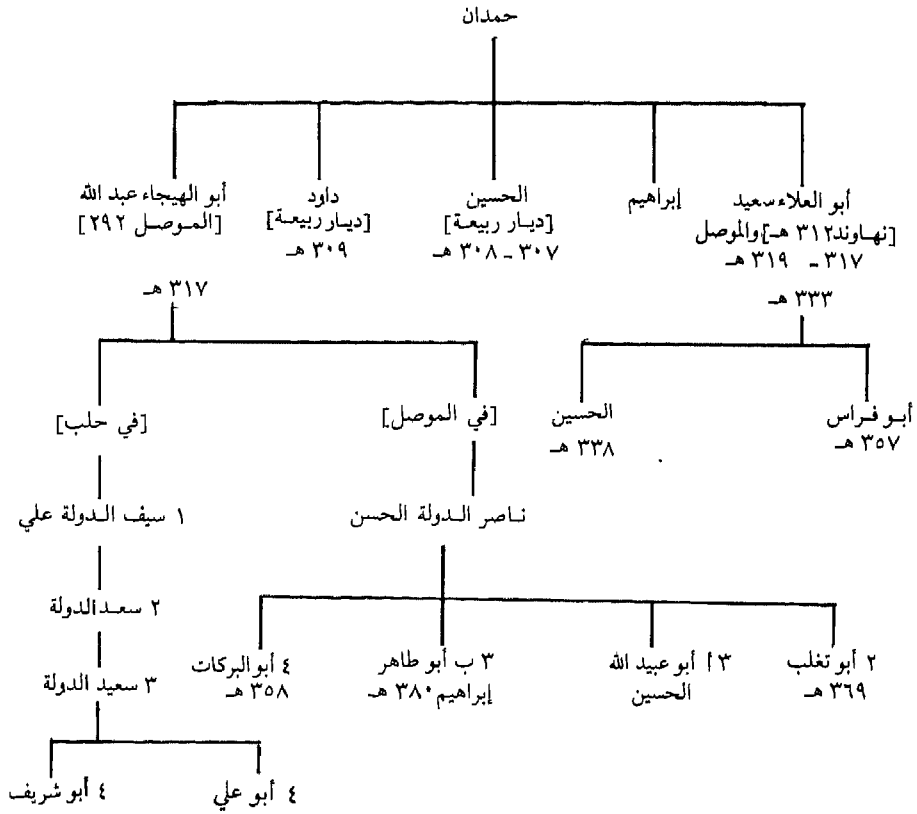 حمدان
أبو العلاء سعيد
[نهاوند ٣١٢ هـ] والموصل
٣١٧ - ٣١٩ هـ
٣٣٣ هـ
إبراهيم
الحسين
[ديار ربيعة]
٣٠٧ - ٣٠٨ هـ
داود
[ديار ربيعة]
٣٠٩ هـ
أبو الهيجاء عبد الله
[الموصل ٢٩٢]
٣١٧ هـ
أبو فراس
٣٥٧ هـ
الحسين
٣٣٨ هـ
[في الموصل]
[في حلب]
ناصر الدولة الحسن
١ سيف الدولة علي
٢ سعد الدولة
٣ سعيد الدولة
٢ أبو تغلب
٣٦٩ هـ
٣ أ أبو عبيد الله
الحسين
٣ ب أبو طاهر
إبراهيم ٣٨٠ هـ
٤ أبو البركات
٣٥٨ هـ
٤ أبو علي
٤ أبو شريف